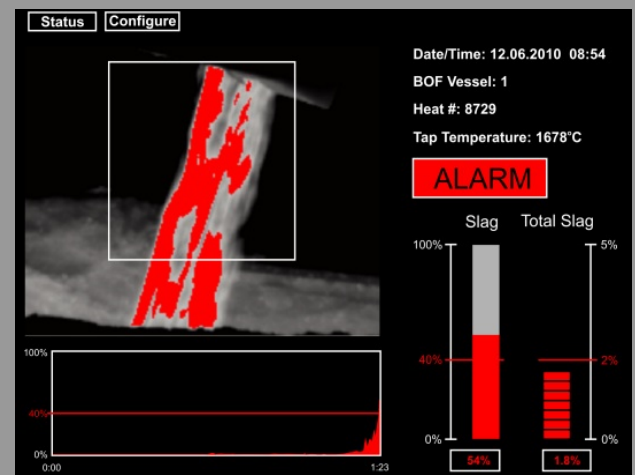 Status Configure
Date/Time: 12.06.2010 08:54
BOF Vessel: 1
Heat #: 8729
Tap Temperature: 1678°C
ALARM
Slag Total Slag
100% 5%
40% 2%
0% 0%
54% 1.8%
100%
40%
0%
0:00 1:23